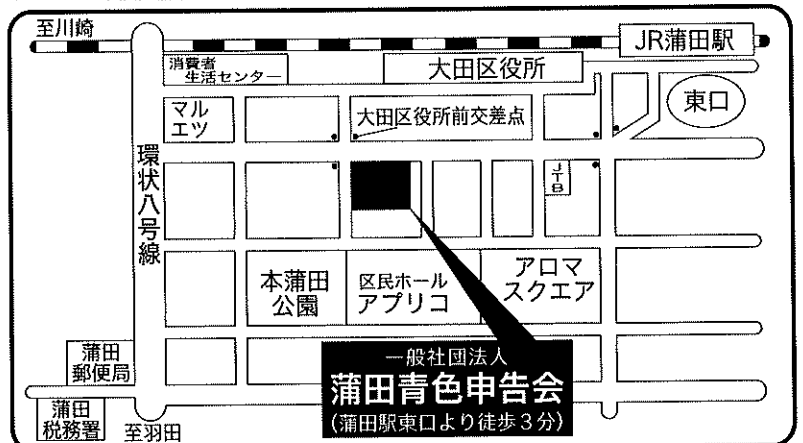 至川崎
JR蒲田駅
消費者
生活センター
大田区役所
東口
マル
エツ
大田区役所前交差点
環状八号線
JTB
本蒲田
公園
区民ホール
アプリコ
アロマ
スクエア
蒲田
郵便局
一般社団法人
蒲田青色申告会
(蒲田駅東口より徒歩3分)
蒲田
税務署
至羽田